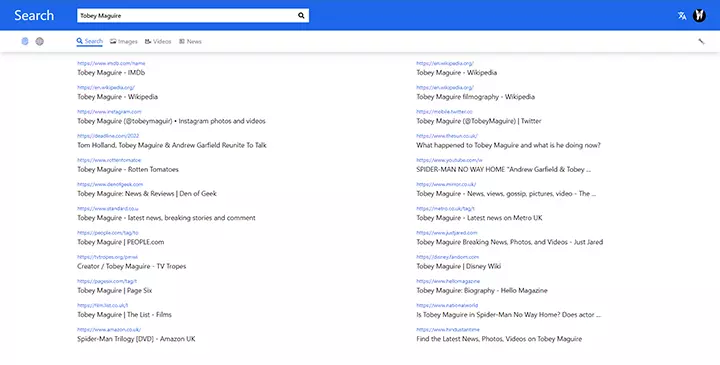 Search
Tobey Maguire
Search
Images
Videos
News
https://www.imdb.com/name
Tobey Maguire - IMDb
https://en.wikipedia.org/
Tobey Maguire - Wikipedia
https://www.instagram.com
Tobey Maguire (@tobeymaguir) • Instagram photos and videos
https://deadline.com/2022
Tom Holland, Tobey Maguire & Andrew Garfield Reunite To Talk
https://www.rottentomatoe
Tobey Maguire - Rotten Tomatoes
https://www.denofgeek.com
Tobey Maguire: News & Reviews | Den of Geek
https://www.standard.co.u
Tobey Maguire - latest news, breaking stories and comment
https://people.com/tag/to
Tobey Maguire | PEOPLE.com
https://tvtropes.org/pmwi
Creator / Tobey Maguire - TV Tropes
https://pagesix.com/tag/t
Tobey Maguire | Page Six
https://film.list.co.uk/l
Tobey Maguire | The List - Films
https://www.amazon.co.uk/
Spider-Man Trilogy [DVD] - Amazon UK
https://en.wikipedia.org/
Tobey Maguire - Wikipedia
https://en.wikipedia.org/
Tobey Maguire filmography - Wikipedia
https://mobile.twitter.co
Tobey Maguire (@TobeyMaguire) | Twitter
https://www.thesun.co.uk/
What happened to Tobey Maguire and what is he doing now?
https://www.youtube.com/w
SPIDER-MAN NO WAY HOME "Andrew Garfield & Tobey ...
https://www.mirror.co.uk/
Tobey Maguire - News, views, gossip, pictures, video - The ...
https://metro.co.uk/tag/t
Tobey Maguire - Latest news on Metro UK
https://www.justjared.com
Tobey Maguire Breaking News, Photos, and Videos - Just Jared
https://disney.fandom.com
Tobey Maguire | Disney Wiki
https://www.hellomagazine
Tobey Maguire: Biography - Hello Magazine
https://www.nationalworld
Is Tobey Maguire in Spider-Man No Way Home? Does actor ...
https://www.hindustantime
Find the Latest News, Photos, Videos on Tobey Maguire